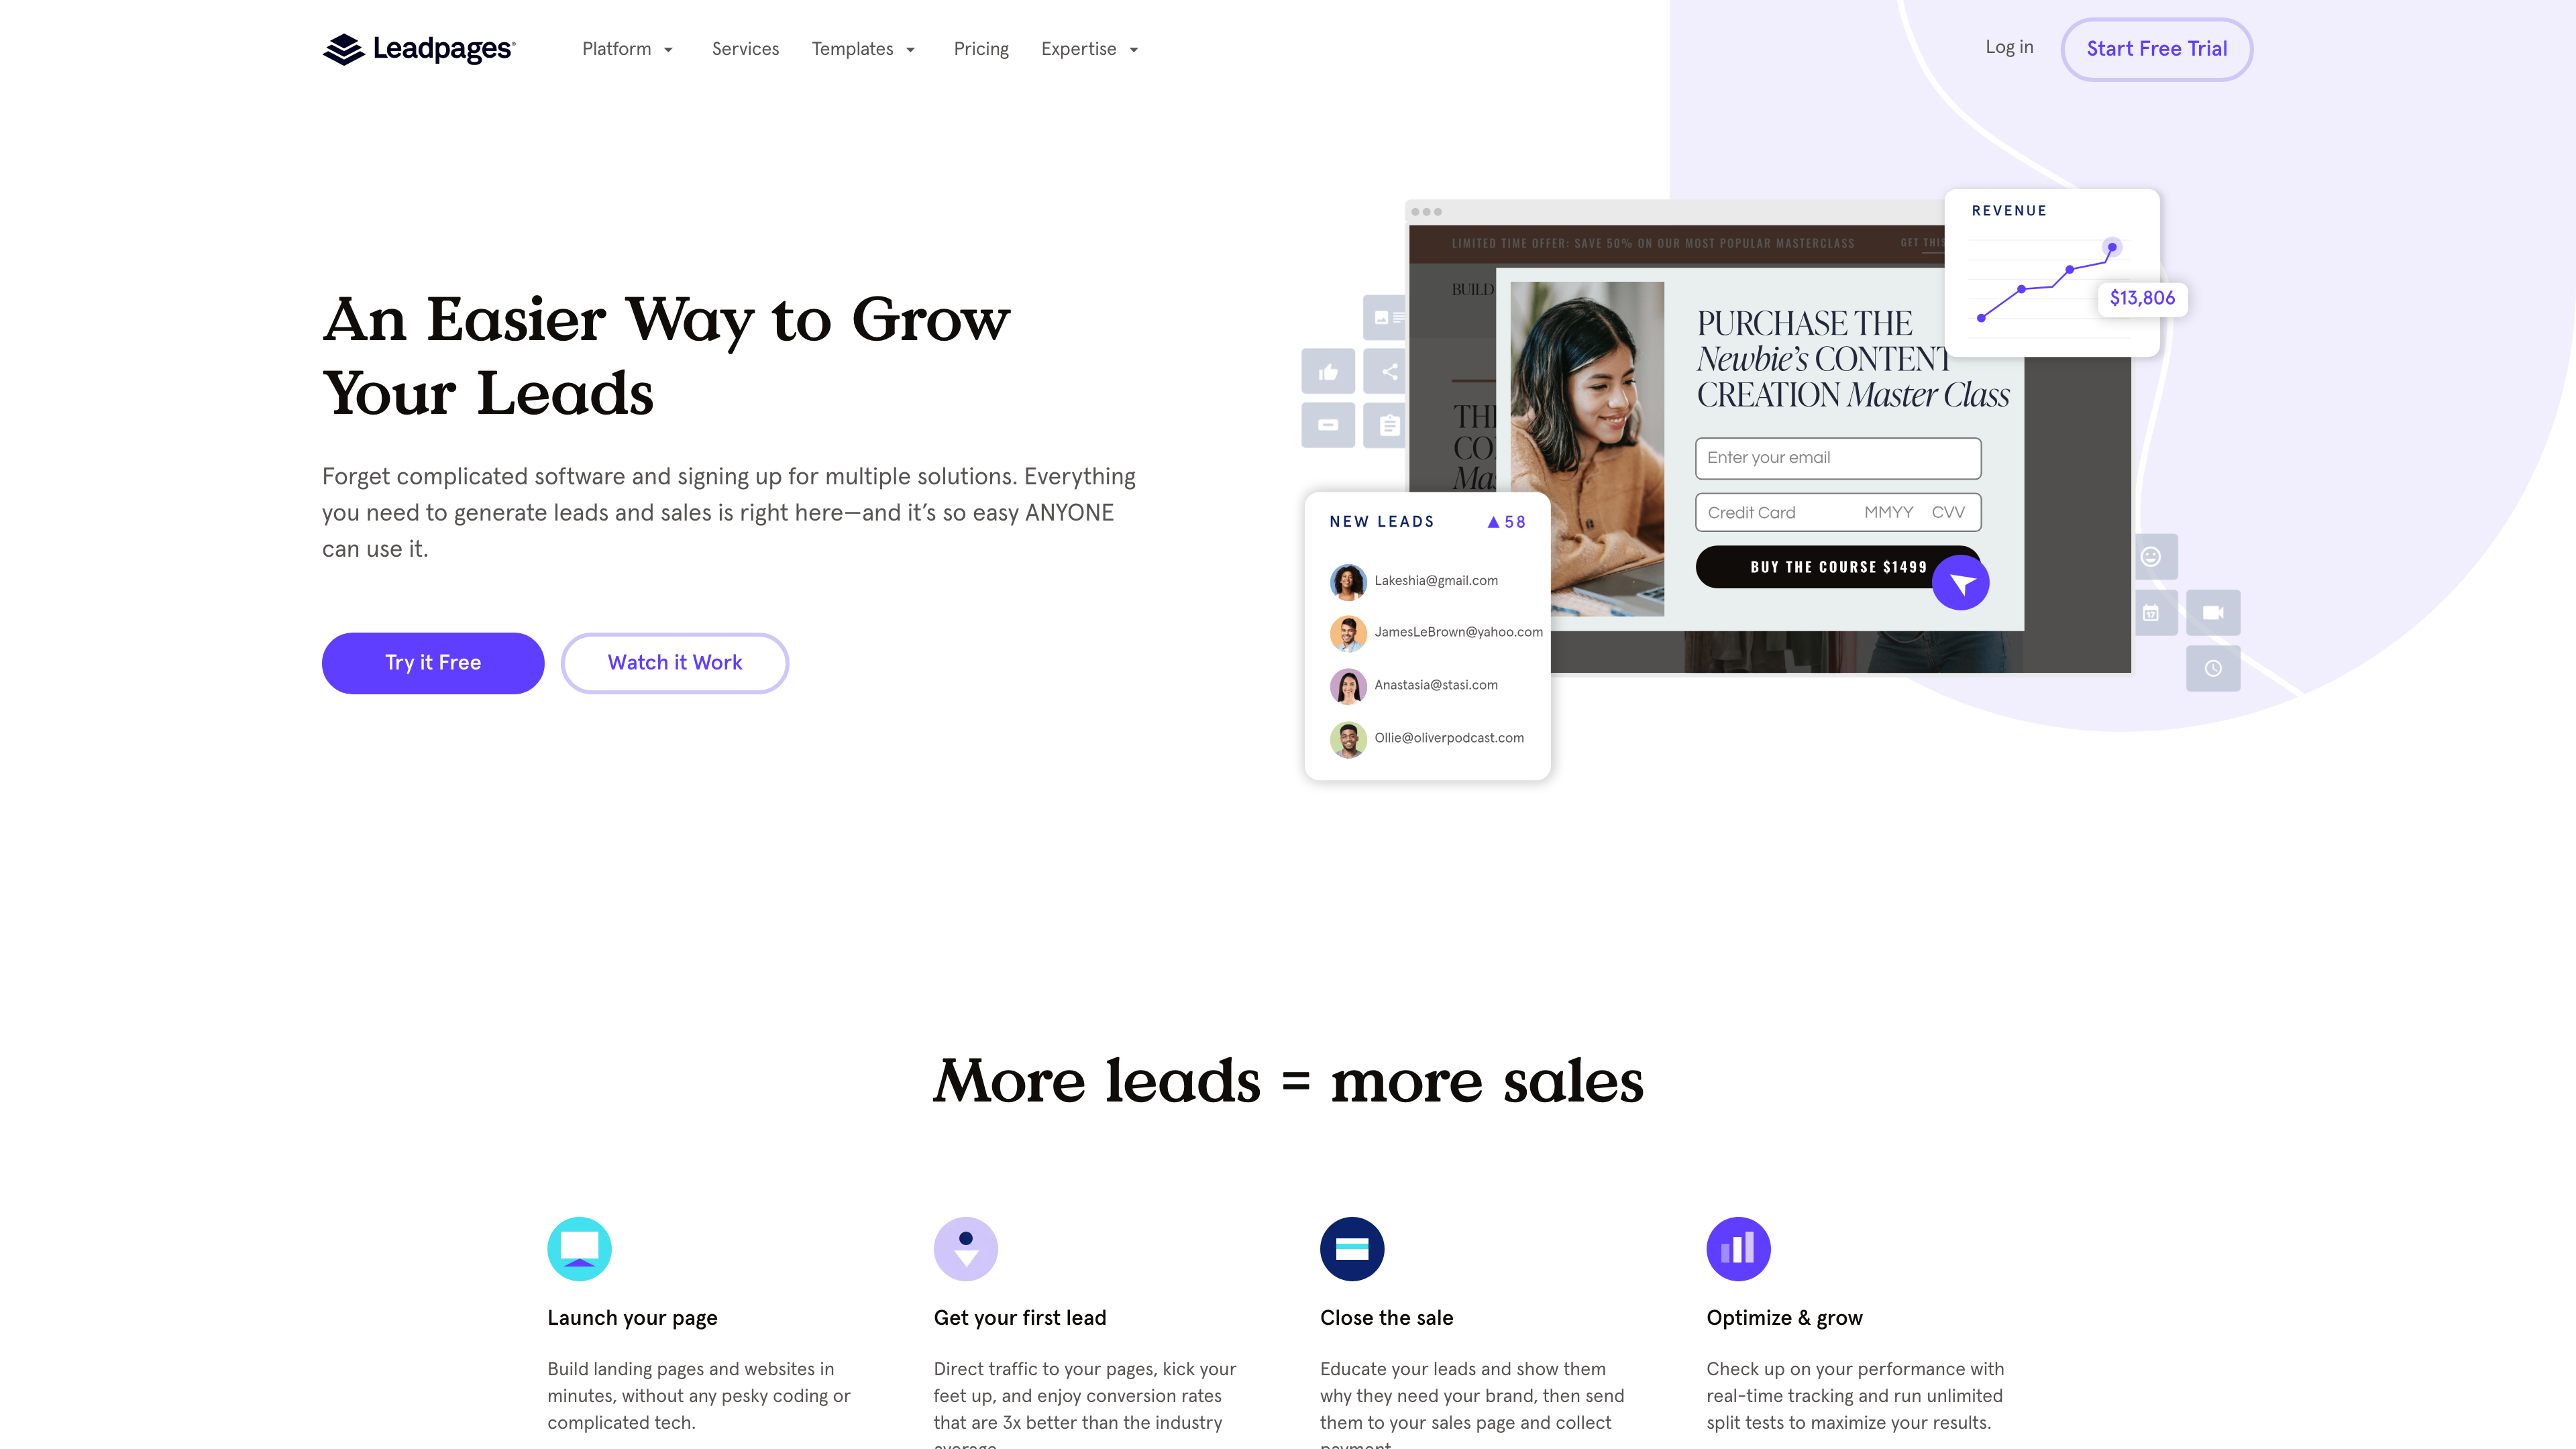 Leadpages®
Platform
Services
Templates
Pricing
Expertise
Log in
Start Free Trial
An Easier Way to Grow
Your Leads
Forget complicated software and signing up for multiple solutions. Everything
you need to generate leads and sales is right here—and it's so easy ANYONE
can use it.
Try it Free
Watch it Work
LIMITED TIME OFFER: SAVE 50% ON OUR MOST POPULAR MASTERCLASS
GET THIS
BUILD
REVENUE
$13,806
PURCHASE THE
Newbie's CONTENT
CREATION Master Class
Enter your email
Credit Card MMYY CVV
BUY THE COURSE $1499
17
NEW LEADS ▲58
Lakeshia@gmail.com
JamesLeBrown@yahoo.com
Anastasia@stasi.com
Ollie@oliverpodcast.com
More leads = more sales
Launch your page
Build landing pages and websites in
minutes, without any pesky coding or
complicated tech.
Get your first lead
Direct traffic to your pages, kick your
feet up, and enjoy conversion rates
that are 3x better than the industry
average.
Close the sale
Educate your leads and show them
why they need your brand, then send
them to your sales page and collect
payment.
Optimize & grow
Check up on your performance with
real-time tracking and run unlimited
split tests to maximize your results.